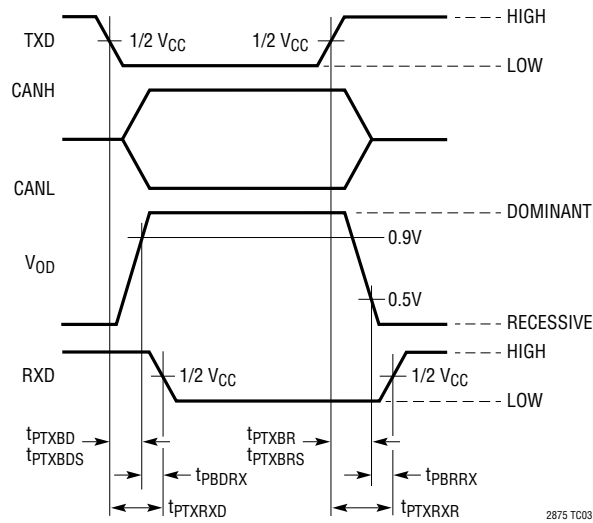 HIGH
TXD
1/2 VCC
1/2 VCC
LOW
CANH
CANL
DOMINANT
0.9V
VOD
0.5V
RECESSIVE
HIGH
RXD
1/2 VCC
1/2 VCC
LOW
tPTXBD
tPTXBDS
tPTXBR
tPTXBRS
tPBDRX
tPBRRX
tPTXRXD
tPTXRXR
2875 TC03